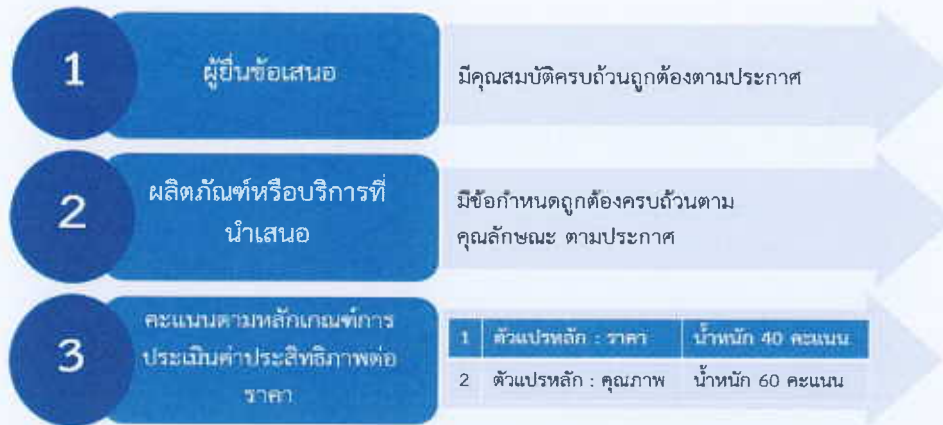 1
ผู้ยื่นข้อเสนอ
มีคุณสมบัติครบถ้วนถูกต้องตามประกาศ
2
ผลิตภัณฑ์หรือบริการที่
นำเสนอ
มีข้อกำหนดถูกต้องครบถ้วนตาม
คุณลักษณะ ตามประกาศ
3
คะแนนตามหลักเกณฑ์การ
ประเมินค่าประสิทธิภาพต่อ
ราคา
1 ตัวแปรหลัก : ราคา น้ำหนัก 40 คะแนน
2 ตัวแปรหลัก : คุณภาพ น้ำหนัก 60 คะแนน